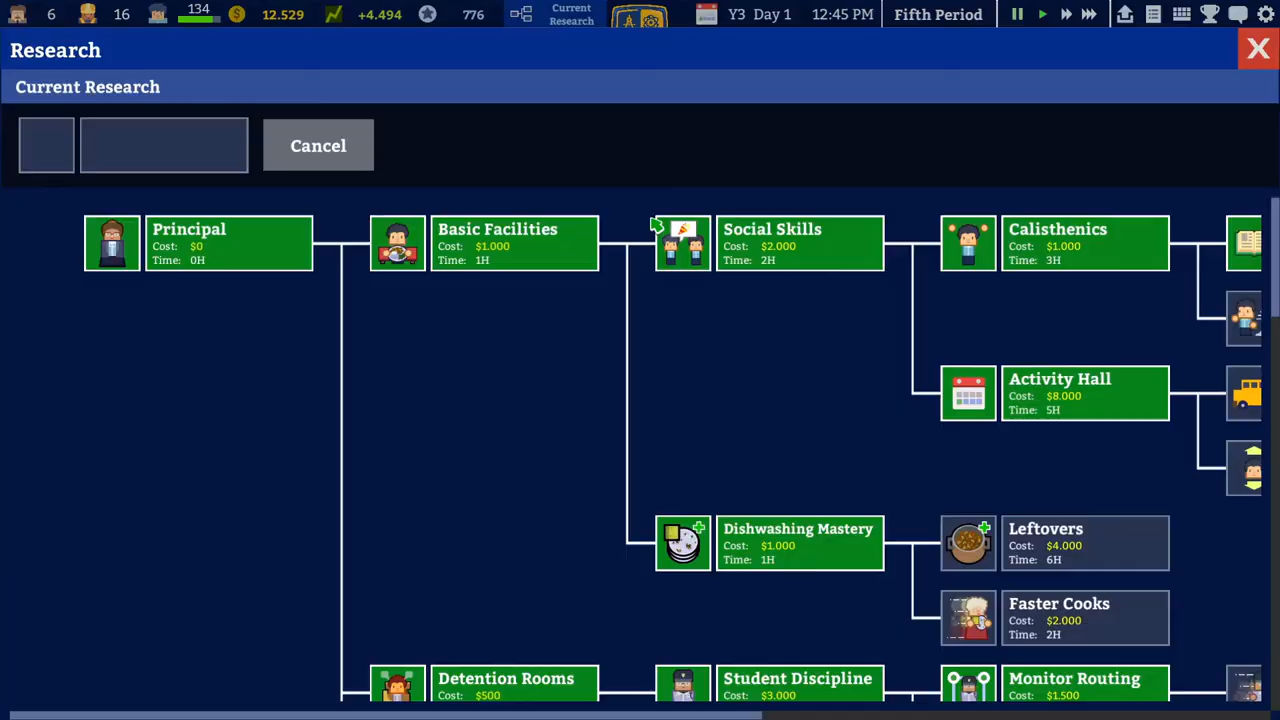 6 16 134 12.529 +4.494 776 Current Research Y3 Day 1 12:45 PM Fifth Period
Research
Current Research
Cancel
Principal
Cost: $0
Time: 0H
Basic Facilities
Cost: $1.000
Time: 1H
Social Skills
Cost: $2.000
Time: 2H
Calisthenics
Cost: $1.000
Time: 3H
Activity Hall
Cost: $8.000
Time: 5H
Dishwashing Mastery
Cost: $1.000
Time: 1H
Leftovers
Cost: $4.000
Time: 6H
Faster Cooks
Cost: $2.000
Time: 2H
Detention Rooms
Cost: $500
Student Discipline
Cost: $3.000
Monitor Routing
Cost: $1.500